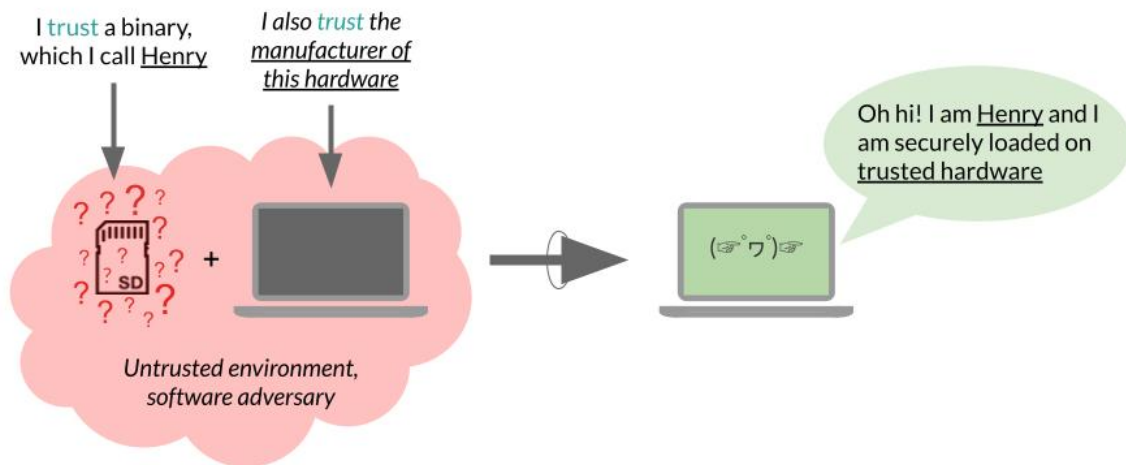 I trust a binary,
which I call Henry
I also trust the
manufacturer of
this hardware
Oh hi! I am Henry and I
am securely loaded on
trusted hardware
? ? ? ?
? ?
? ? ? ?
? ? ?
SD
+
(☞ﾟヮﾟ)☞
Untrusted environment,
software adversary